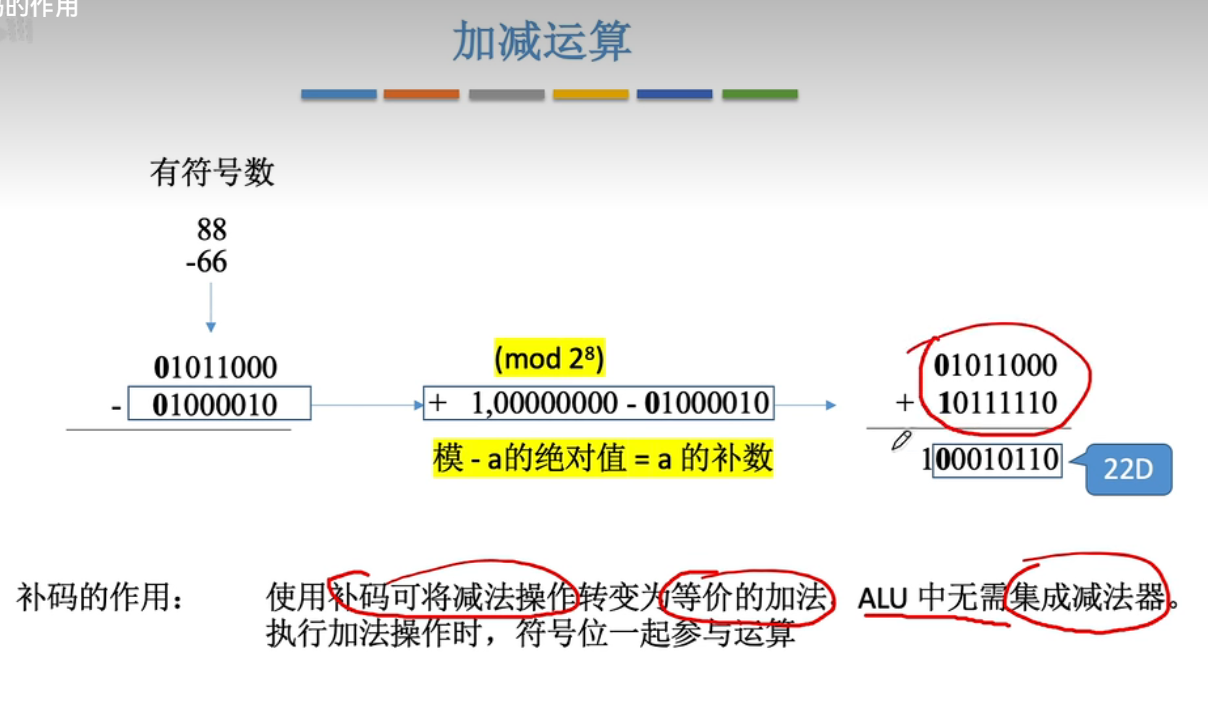 的作用
加减运算
有符号数
88
-66
01011000
- 01000010
(mod 2⁸)
+ 1,00000000 - 01000010
模 - a的绝对值 = a 的补数
01011000
+ 10111110
100010110
22D
补码的作用： 使用补码可将减法操作转变为等价的加法，ALU 中无需集成减法器。
执行加法操作时，符号位一起参与运算